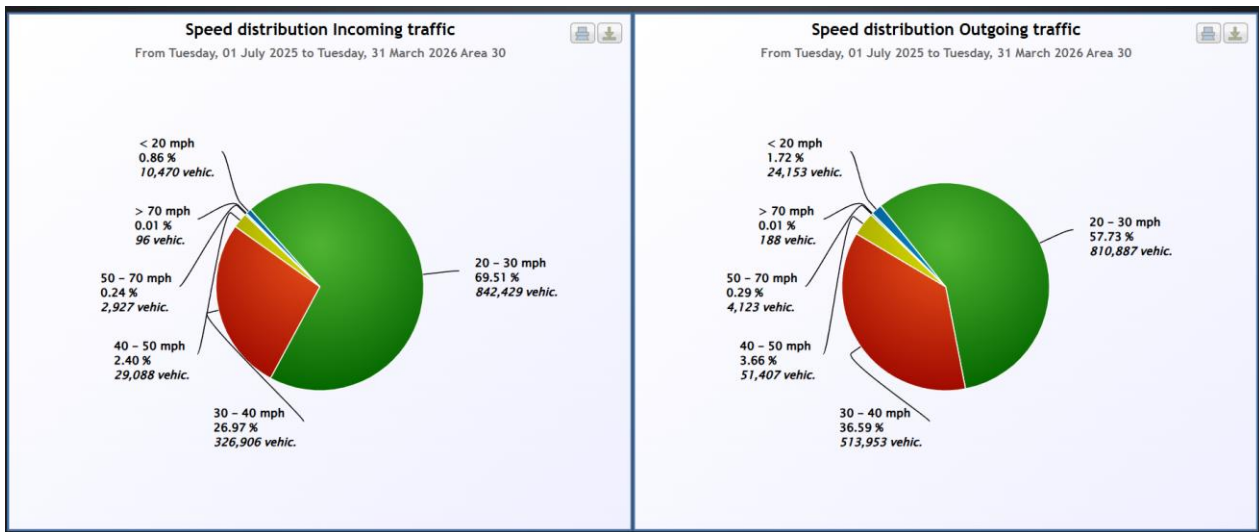 Speed distribution Incoming traffic
From Tuesday, 01 July 2025 to Tuesday, 31 March 2026 Area 30
< 20 mph
0.86 %
10,470 vehic.
> 70 mph
0.01 %
96 vehic.
50 – 70 mph
0.24 %
2,927 vehic.
40 – 50 mph
2.40 %
29,088 vehic.
30 – 40 mph
26.97 %
326,906 vehic.
20 – 30 mph
69.51 %
842,429 vehic.
Speed distribution Outgoing traffic
From Tuesday, 01 July 2025 to Tuesday, 31 March 2026 Area 30
< 20 mph
1.72 %
24,153 vehic.
> 70 mph
0.01 %
188 vehic.
50 – 70 mph
0.29 %
4,123 vehic.
40 – 50 mph
3.66 %
51,407 vehic.
30 – 40 mph
36.59 %
513,953 vehic.
20 – 30 mph
57.73 %
810,887 vehic.